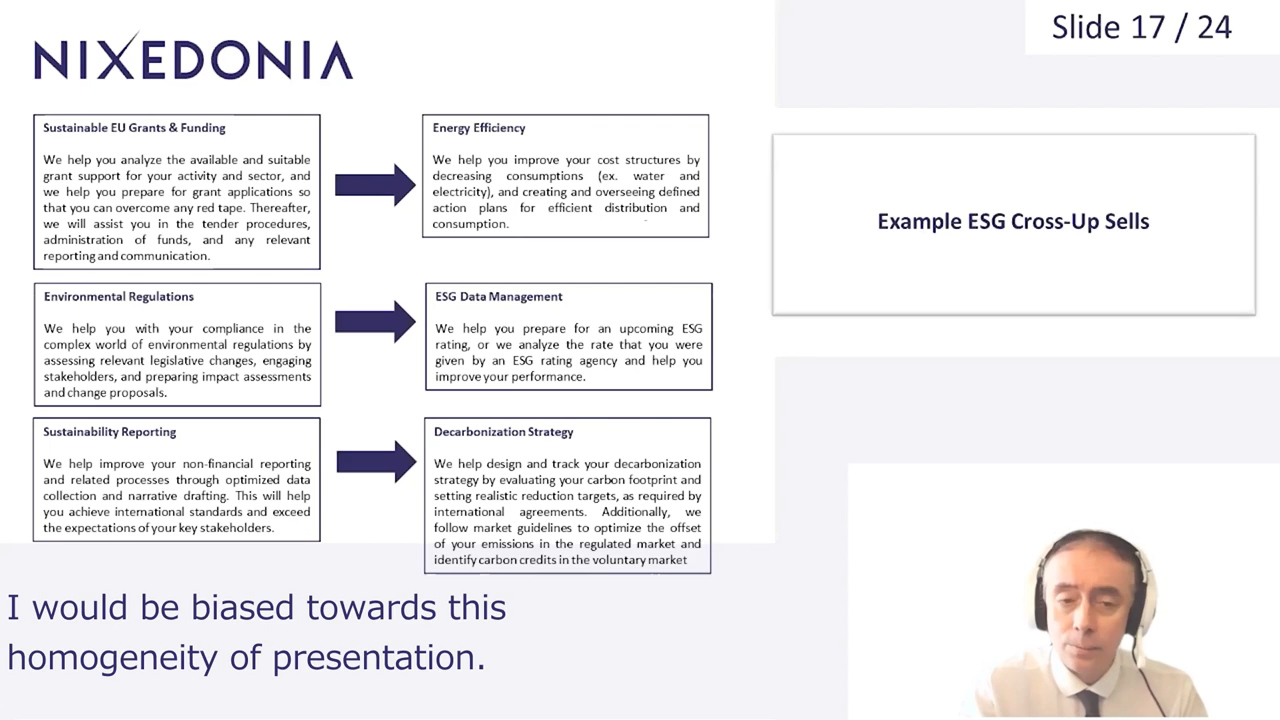 Slide 17 / 24
NIXEDONIA
Sustainable EU Grants & Funding
We help you analyze the available and suitable
grant support for your activity and sector, and
we help you prepare for grant applications so
that you can overcome any red tape. Thereafter,
we will assist you in the tender procedures,
administration of funds, and any relevant
reporting and communication.
Energy Efficiency
We help you improve your cost structures by
decreasing consumptions (ex. water and
electricity), and creating and overseeing defined
action plans for efficient distribution and
consumption.
Example ESG Cross-Up Sells
Environmental Regulations
We help you with your compliance in the
complex world of environmental regulations by
assessing relevant legislative changes, engaging
stakeholders, and preparing impact assessments
and change proposals.
ESG Data Management
We help you prepare for an upcoming ESG
rating, or we analyze the rate that you were
given by an ESG rating agency and help you
improve your performance.
Sustainability Reporting
We help improve your non-financial reporting
and related processes through optimized data
collection and narrative drafting. This will help
you achieve international standards and exceed
the expectations of your key stakeholders.
Decarbonization Strategy
We help design and track your decarbonization
strategy by evaluating your carbon footprint and
setting realistic reduction targets, as required by
international agreements. Additionally, we
follow market guidelines to optimize the offset
of your emissions in the regulated market and
identify carbon credits in the voluntary market
I would be biased towards this
homogeneity of presentation.